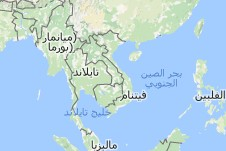 (ميانمار
(بورما
تايلاند
بحر الصين
الجنوبي
فيتنام
الفلبين
خليج تايلاند
ماليزيا